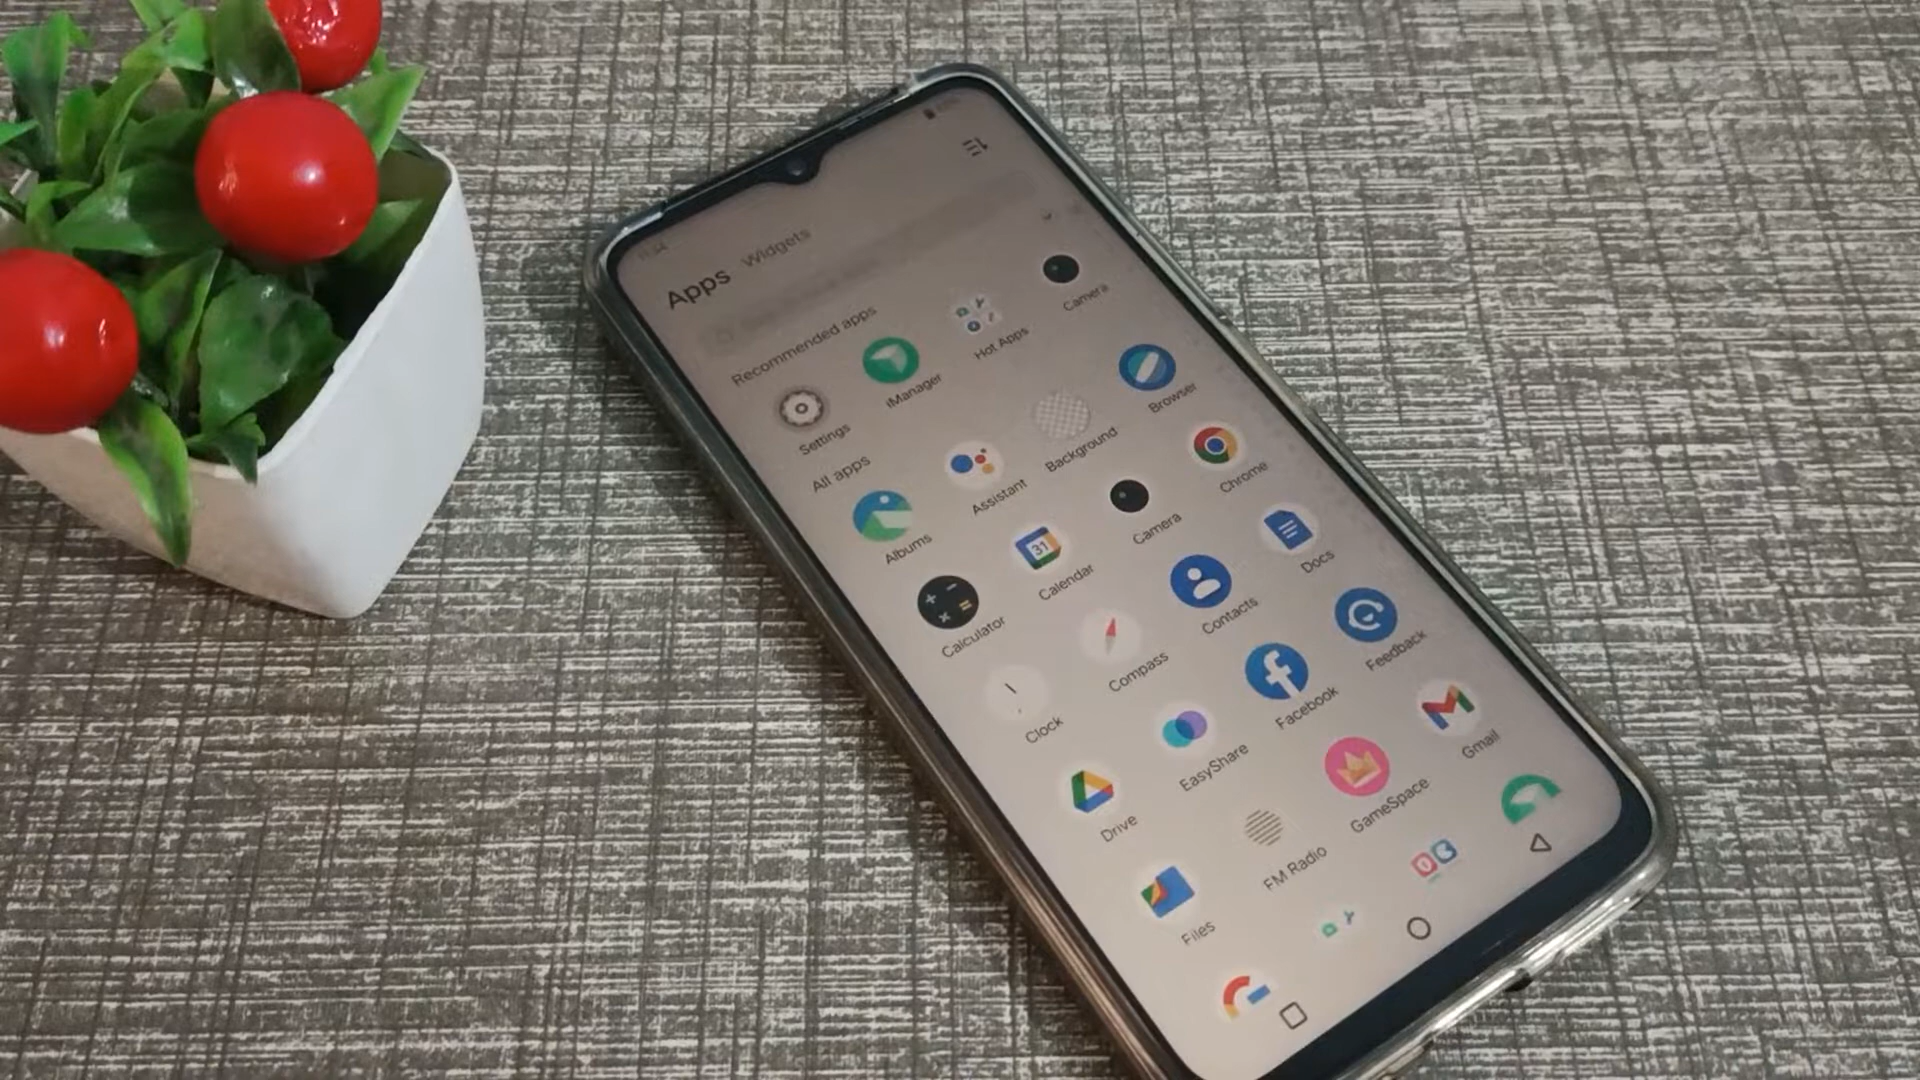 Apps Widgets
Recommended apps
Settings iManager Hot Apps Camera
All apps
Albums Assistant Background Browser
Calculator Calendar Camera Chrome
Clock Compass Contacts Docs
Drive EasyShare Facebook Feedback
Files FM Radio GameSpace Gmail
31